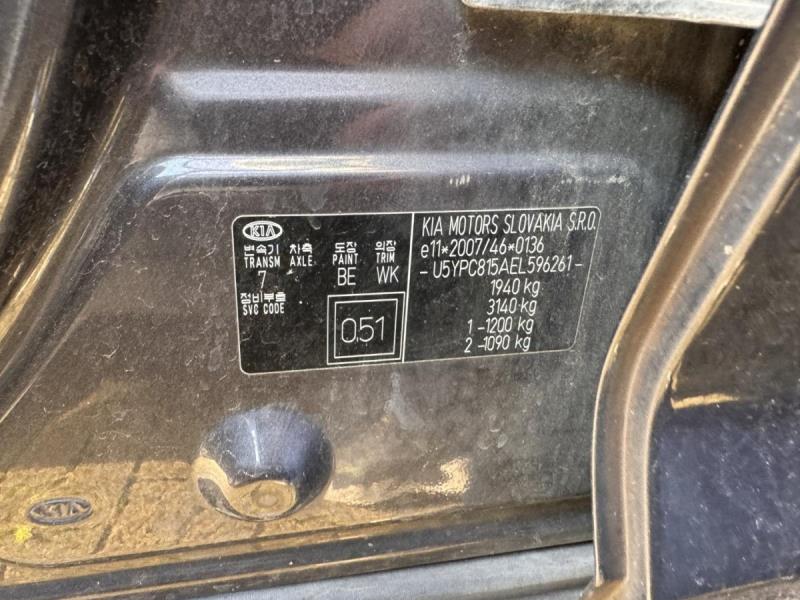 KIA
변속기 차축 도장 의장
TRANSM AXLE PAINT TRIM
7 BE WK
정비부호
SVC CODE
0.51
KIA MOTORS SLOVAKIA S.R.O.
e11*2007/46*0136
- U5YPC815AEL596261 -
1940 kg
3140 kg
1 -1200 kg
2 -1090 kg
KIA